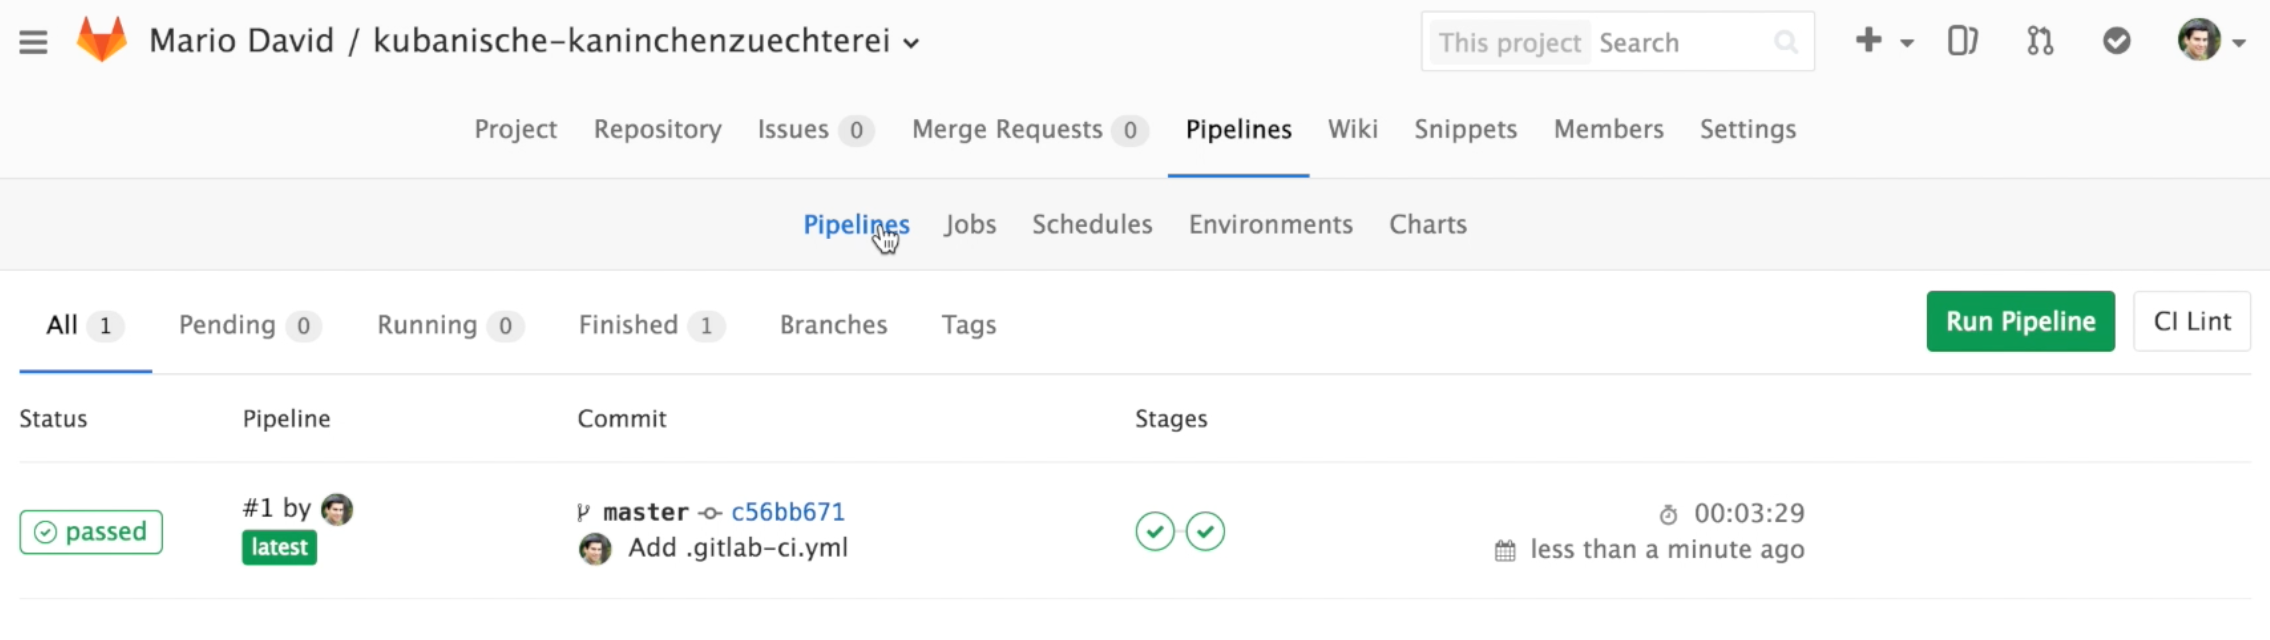 Mario David / kubanische-kaninchenzuechterei
This project Search
Project Repository Issues 0 Merge Requests 0 Pipelines Wiki Snippets Members Settings
Pipelines Jobs Schedules Environments Charts
All 1 Pending 0 Running 0 Finished 1 Branches Tags Run Pipeline CI Lint
Status Pipeline Commit Stages
passed #1 by master c56bb671 00:03:29
latest Add .gitlab-ci.yml less than a minute ago